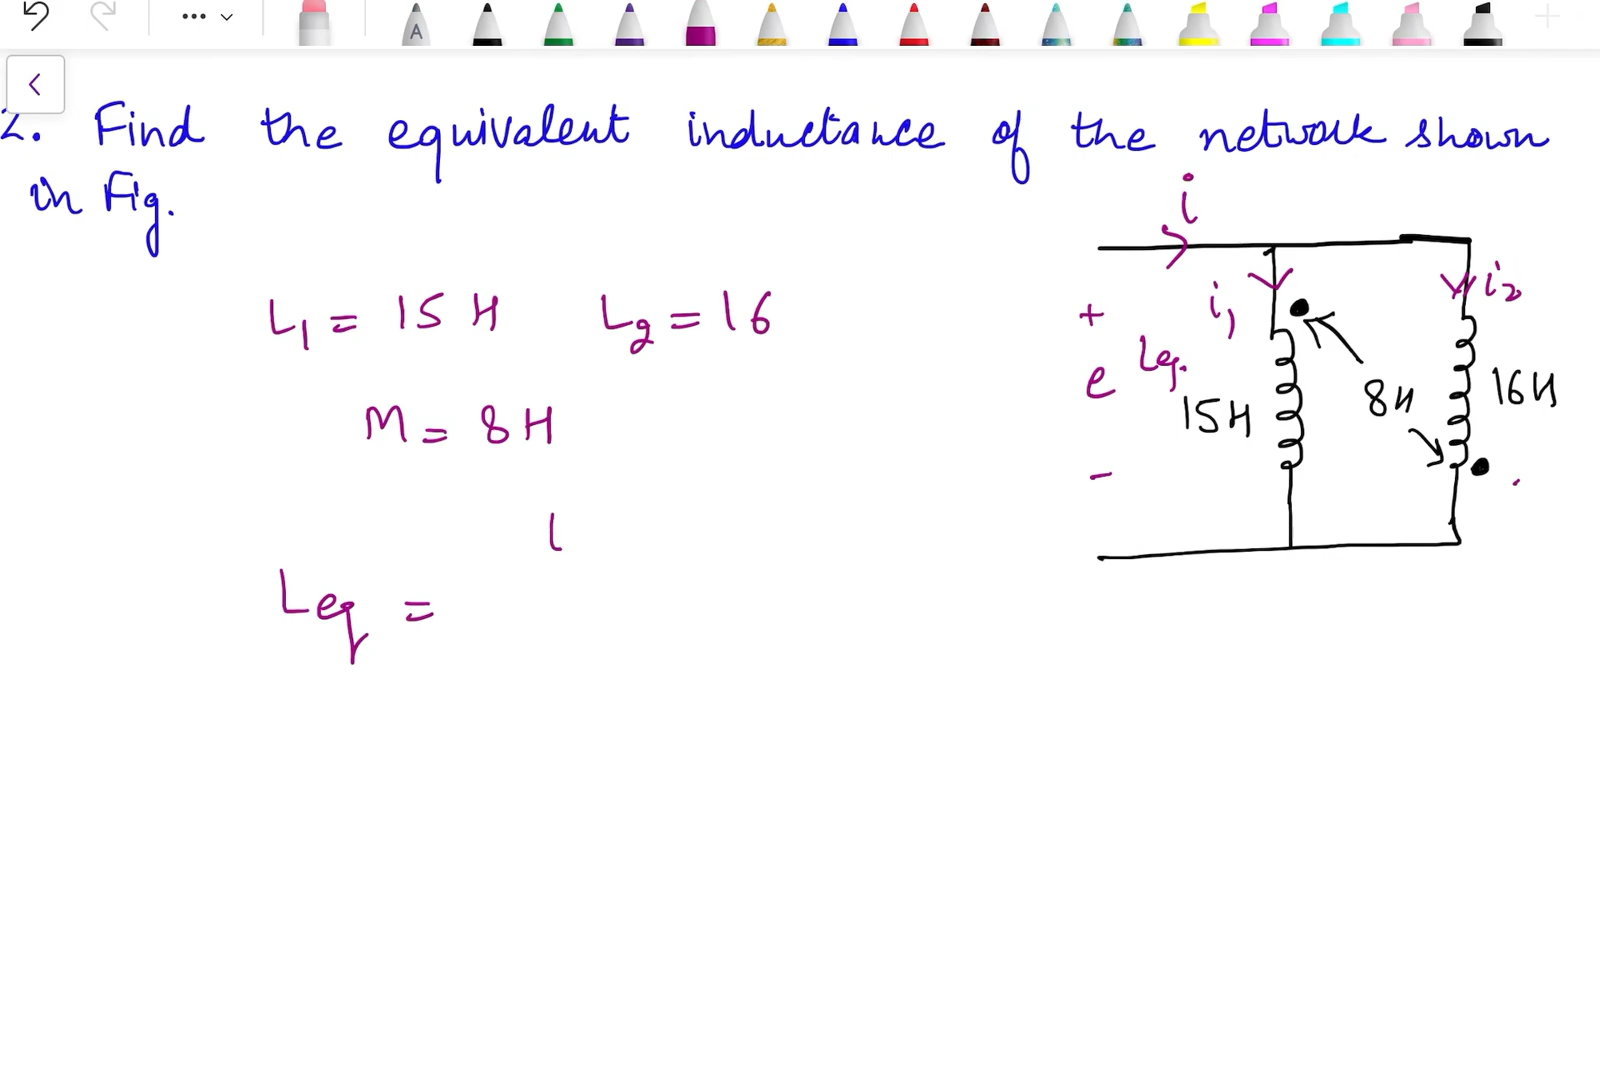 2. Find the equivalent inductance of the network shown
in Fig.
L1 = 15 H L2 = 16
M = 8H
Leq =
i
i1
i2
+
e
Leq.
-
15H
8H
16H
A